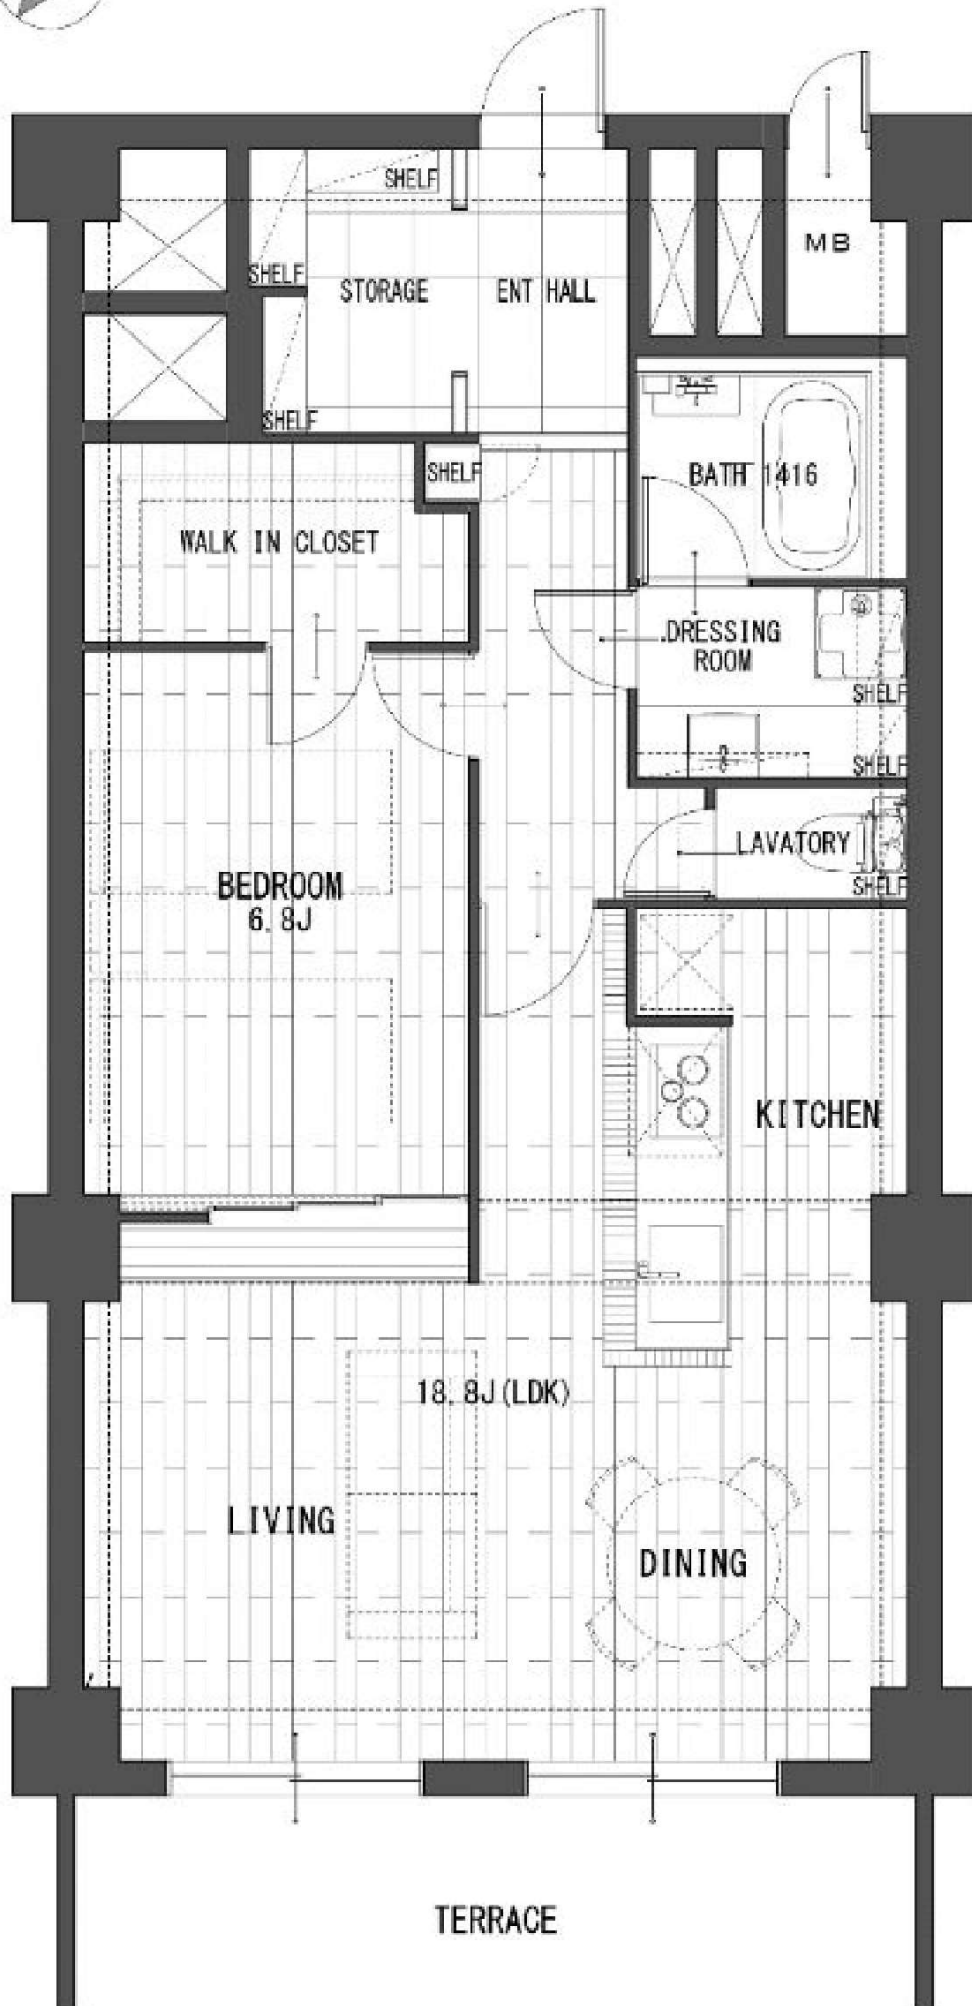 SHELF
MB
SHELF
STORAGE
ENT HALL
SHELF
SHELF
BATH 1416
WALK IN CLOSET
DRESSING
ROOM
SHELF
SHELF
LAVATORY
SHELF
BEDROOM
6.8J
KITCHEN
18.8J(LDK)
LIVING
DINING
TERRACE